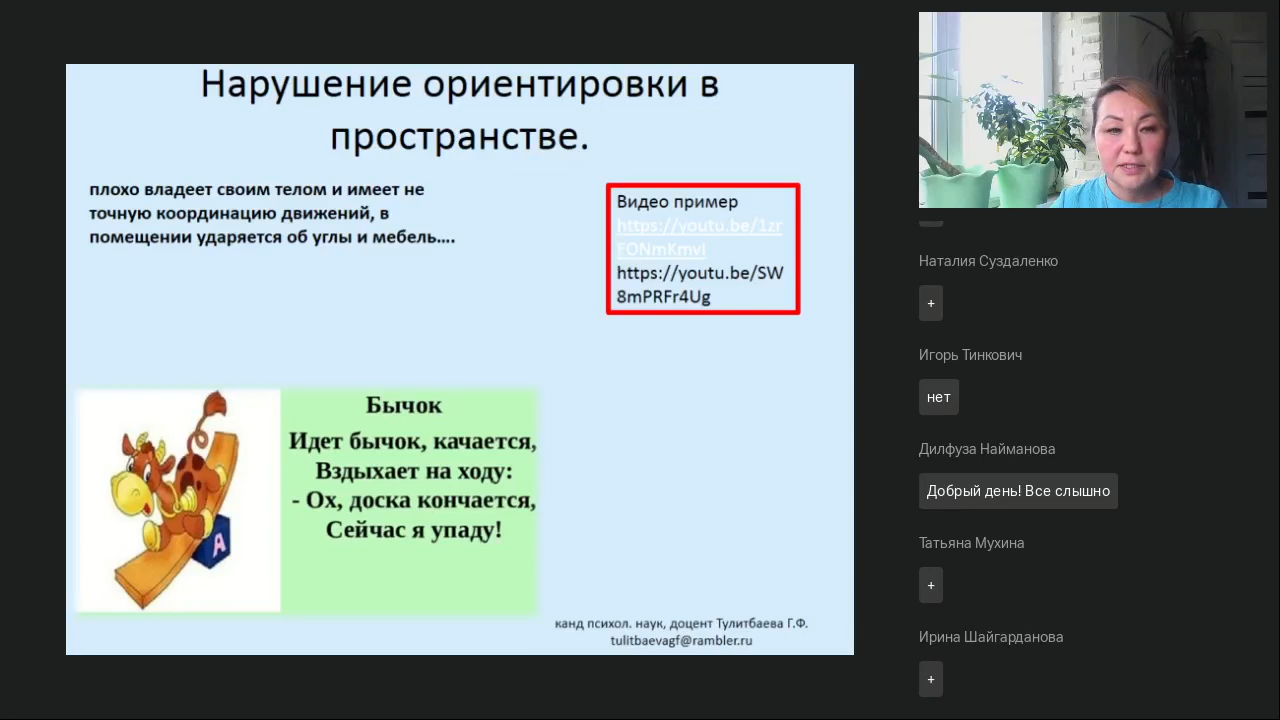 Нарушение ориентировки в
пространстве.
плохо владеет своим телом и имеет не
точную координацию движений, в
помещении ударяется об углы и мебель....
Видео пример
https://youtu.be/1zr
FONmKmvI
https://youtu.be/SW
8mPRFr4Ug
Бычок
Идет бычок, качается,
Вздыхает на ходу:
- Ох, доска кончается,
Сейчас я упаду!
А
канд психол. наук, доцент Тулитбаева Г.Ф.
tulitbaevagf@rambler.ru
Наталия Суздаленко
+
Игорь Тинкович
нет
Дилфуза Найманова
Добрый день! Все слышно
Татьяна Мухина
+
Ирина Шайгарданова
+